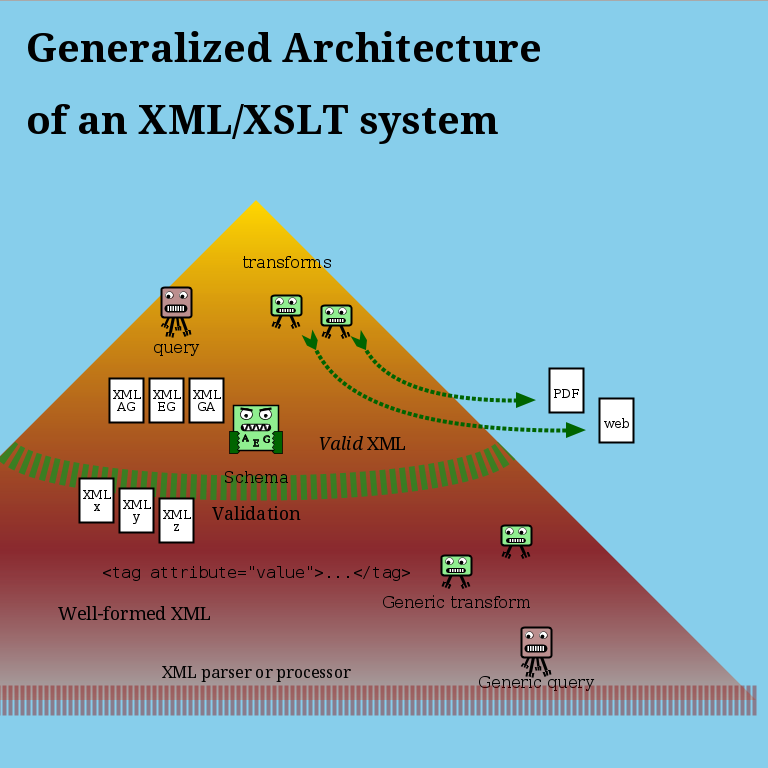 Generalized Architecture
of an XML/XSLT system
transforms
query
XML
AG
XML
EG
XML
GA
A E G
Schema
Valid XML
PDF
web
XML
x
XML
y
XML
z
Validation
<tag attribute="value">...</tag>
Generic transform
Well-formed XML
XML parser or processor
Generic query